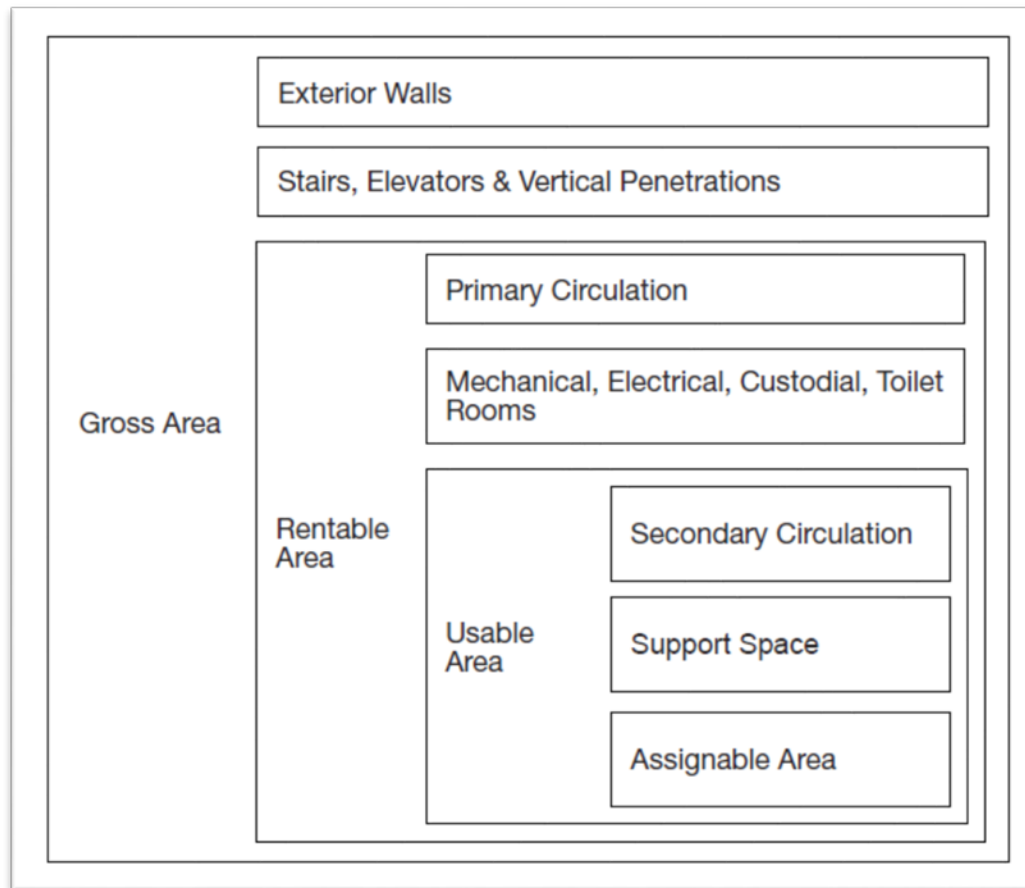 Exterior Walls
Stairs, Elevators & Vertical Penetrations
Primary Circulation
Mechanical, Electrical, Custodial, Toilet
Rooms
Gross Area
Rentable
Area
Secondary Circulation
Usable
Area
Support Space
Assignable Area